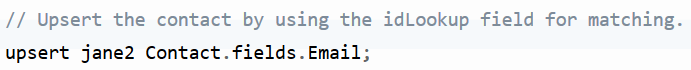 // Upsert the contact by using the idLookup field for matching.
upsert jane2 Contact.fields.Email;